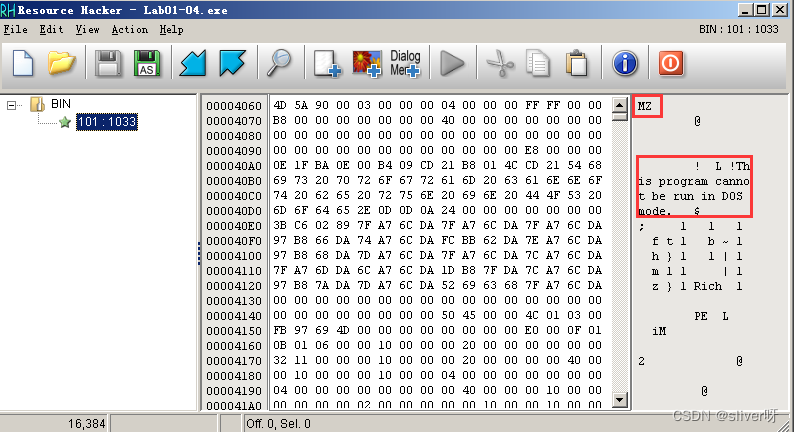 Resource Hacker - Lab01-04.exe
File Edit View Action Help
BIN : 101 : 1033
AS
Dialog
Menu
BIN
101 : 1033
00004060 4D 5A 90 00 03 00 00 00 04 00 00 00 FF FF 00 00 MZ
00004070 B8 00 00 00 00 00 00 00 40 00 00 00 00 00 00 00 @
00004080 00 00 00 00 00 00 00 00 00 00 00 00 00 00 00 00
00004090 00 00 00 00 00 00 00 00 00 00 00 00 E8 00 00 00
000040A0 0E 1F BA 0E 00 B4 09 CD 21 B8 01 4C CD 21 54 68 ! L !Th
000040B0 69 73 20 70 72 6F 67 72 61 6D 20 63 61 6E 6E 6F is program canno
000040C0 74 20 62 65 20 72 75 6E 20 69 6E 20 44 4F 53 20 t be run in DOS
000040D0 6D 6F 64 65 2E 0D 0D 0A 24 00 00 00 00 00 00 00 mode. $
000040E0 3B C6 02 89 7F A7 6C DA 7F A7 6C DA 7F A7 6C DA ; l l l
000040F0 97 B8 66 DA 74 A7 6C DA FC BB 62 DA 7E A7 6C DA f t l b ~ l
00004100 97 B8 68 DA 7D A7 6C DA 7F A7 6C DA 7C A7 6C DA h } l l | l
00004110 7F A7 6D DA 6C A7 6C DA 1D B8 7F DA 7C A7 6C DA m l l | l
00004120 97 B8 7A DA 7D A7 6C DA 52 69 63 68 7F A7 6C DA z } l Rich l
00004130 00 00 00 00 00 00 00 00 00 00 00 00 00 00 00 00
00004140 00 00 00 00 00 00 00 00 50 45 00 00 4C 01 03 00 PE L
00004150 FB 97 69 4D 00 00 00 00 00 00 00 00 E0 00 0F 01 iM
00004160 0B 01 06 00 00 10 00 00 00 20 00 00 00 00 00 00
00004170 32 11 00 00 00 10 00 00 00 20 00 00 00 00 40 00 2 @
00004180 00 10 00 00 00 10 00 00 04 00 00 00 00 00 00 00
00004190 04 00 00 00 00 00 00 00 00 40 00 00 00 10 00 00 @
000041A0 00 00 00 00 02 00 00 00 00 00 10 00 00 10 00 00
16,384
Off. 0, Sel. 0
CSDN @sliver呀